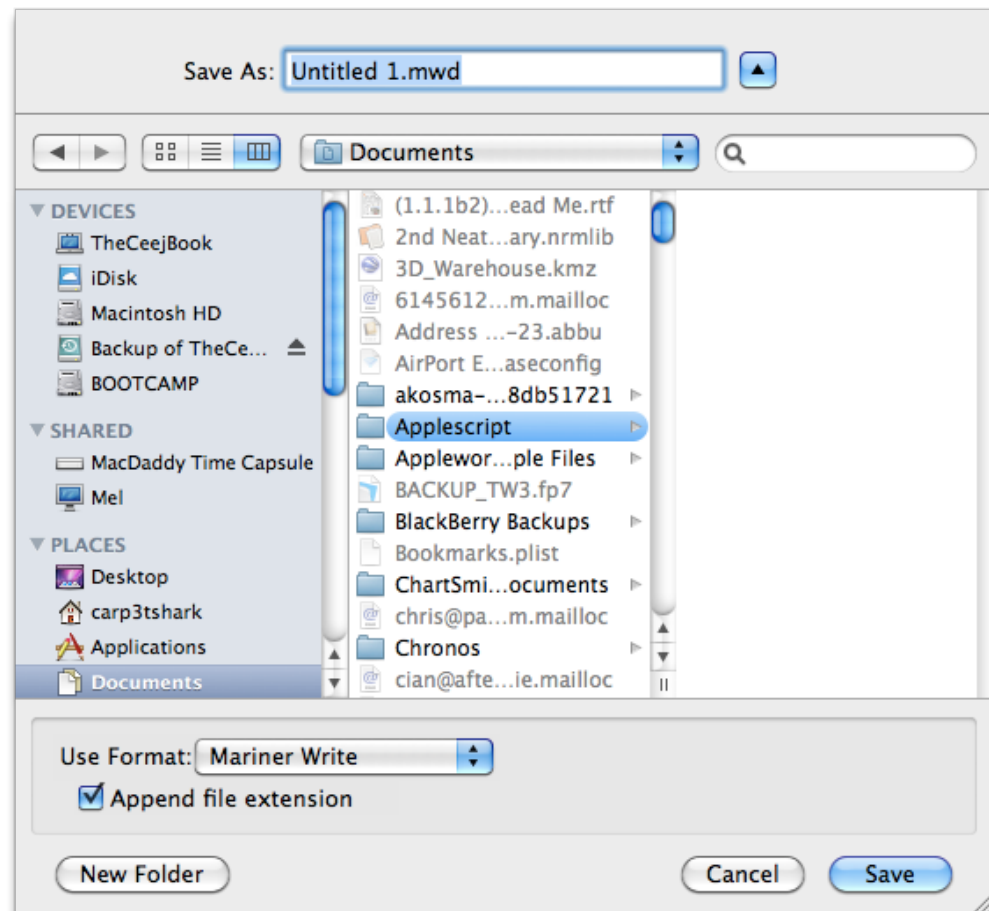 Save As: Untitled 1.mwd
Documents
DEVICES
TheCeejBook
iDisk
Macintosh HD
Backup of TheCe...
BOOTCAMP
SHARED
MacDaddy Time Capsule
Mel
PLACES
Desktop
carp3tshark
Applications
Documents
(1.1.1b2)...ead Me.rtf
2nd Neat...ary.nrmlib
3D_Warehouse.kmz
6145612...m.mailloc
Address ...-23.abbu
AirPort E...aseconfig
akosma-...8db51721
Applescript
Applewor...ple Files
BACKUP_TW3.fp7
BlackBerry Backups
Bookmarks.plist
ChartSmi...ocuments
chris@pa...m.mailloc
Chronos
cian@afte...ie.mailloc
Use Format: Mariner Write
Append file extension
New Folder
Cancel
Save